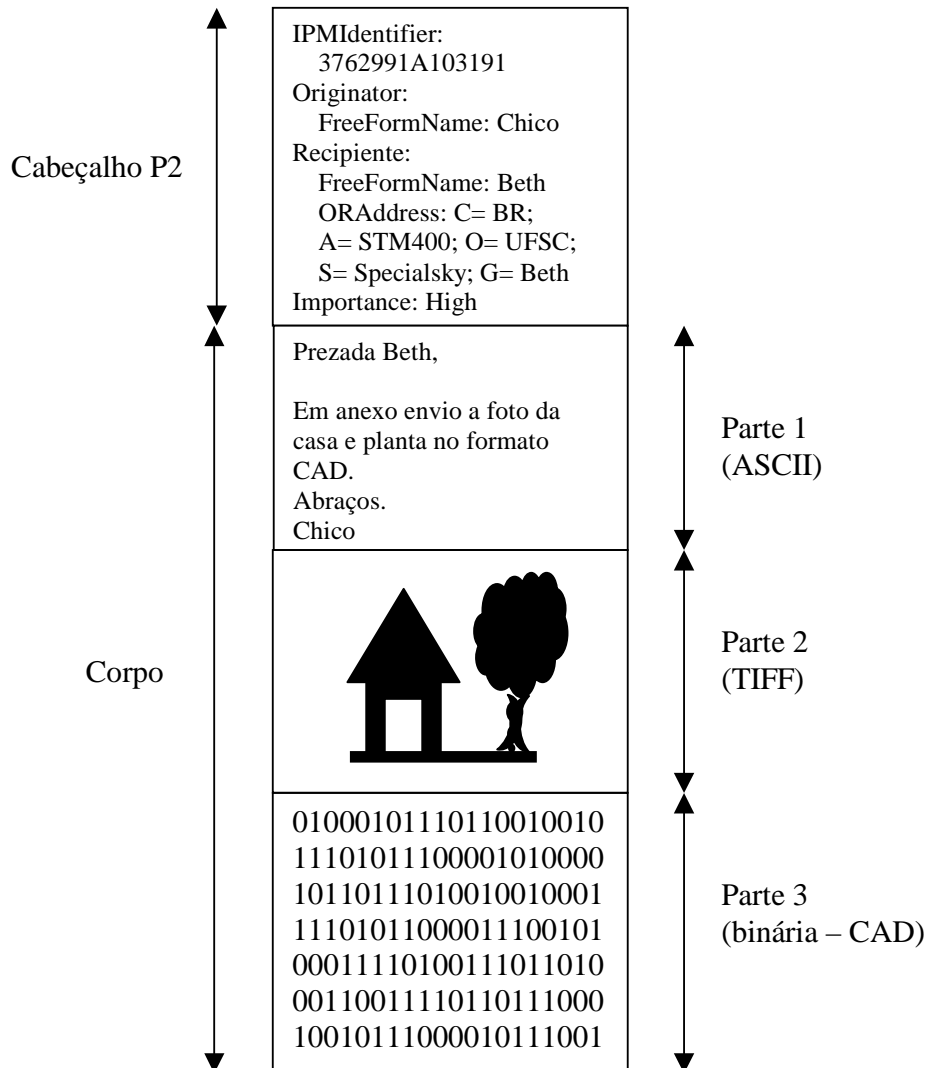 IPMIdentifier:
3762991A103191
Originator:
FreeFormName: Chico
Recipiente:
FreeFormName: Beth
ORAddress: C= BR;
A= STM400; O= UFSC;
S= Specialsky; G= Beth
Importance: High
Cabeçalho P2
Prezada Beth,
Em anexo envio a foto da
casa e planta no formato
CAD.
Abraços.
Chico
Parte 1
(ASCII)
Corpo
Parte 2
(TIFF)
01000101110110010010
11101011100001010000
10110111010010010001
11101011000011100101
00011110100111011010
00110011110110111000
10010111000010111001
Parte 3
(binária – CAD)